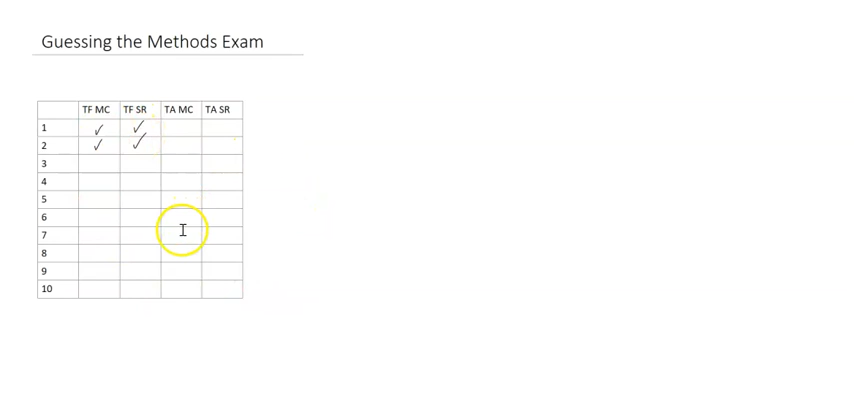 Guessing the Methods Exam
TF MC TF SR TA MC TA SR
1 ✓ ✓
2 ✓ ✓
3
4
5
6
7
8
9
10